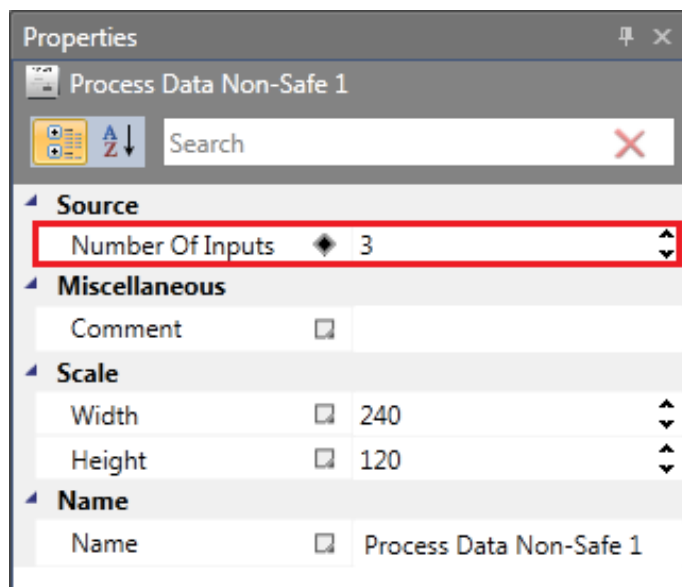 Properties
Process Data Non-Safe 1
A Z Search
Source
Number Of Inputs 3
Miscellaneous
Comment
Scale
Width 240
Height 120
Name
Name Process Data Non-Safe 1